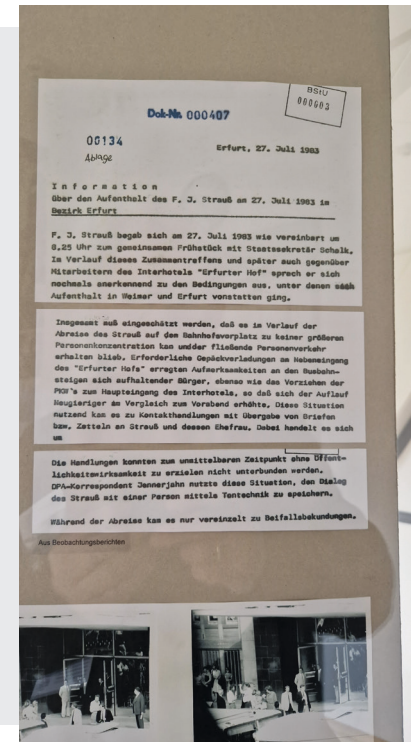 BStU
000003
Dok-Nr. 000407
00134
Ablage
Erfurt, 27. Juli 1983
Information
über den Aufenthalt des F. J. Strauß am 27. Juli 1983 im
Bezirk Erfurt
F. J. Strauß begab sich am 27. Juli 1983 wie vereinbart um
8.25 Uhr zum gemeinsamen Frühstück mit Staatssekretär Schalk.
Im Verlauf dieses Zusammentreffens und später auch gegenüber
Mitarbeitern des Interhotels "Erfurter Hof" sprach er sich
nochmals anerkennend zu den Bedingungen aus, unter denen sein
Aufenthalt in Weimar und Erfurt vonstatten ging.
Insgesamt muß eingeschätzt werden, daß es im Verlauf der
Abreise des Strauß auf dem Bahnhofsvorplatz zu keiner größeren
Personenkonzentration kam und der fließende Personenverkehr
erhalten blieb. Erforderliche Gepäckverladungen am Nebeneingang
des "Erfurter Hofs" erregten Aufmerksamkeiten an den Busbahn-
steigen sich aufhaltender Bürger, ebenso wie das Vorziehen der
PKW's zum Haupteingang des Interhotels, so daß sich der Auflauf
Neugieriger im Vergleich zum Vorabend erhöhte. Diese Situation
nutzend kam es zu Kontakthandlungen mit Übergabe von Briefen
bzw. Zetteln an Strauß und dessen Ehefrau. Dabei handelt es sich
um
Die Handlungen konnten zum unmittelbaren Zeitpunkt ohne Öffent-
lichkeitswirksamkeit zu erzielen nicht unterbunden werden.
DPA-Korrespondent Jennerjahn nutzte diese Situation, den Dialog
des Strauß mit einer Person mittels Tontechnik zu speichern.
Während der Abreise kam es nur vereinzelt zu Beifallsbekundungen.
Aus Beobachtungsberichten